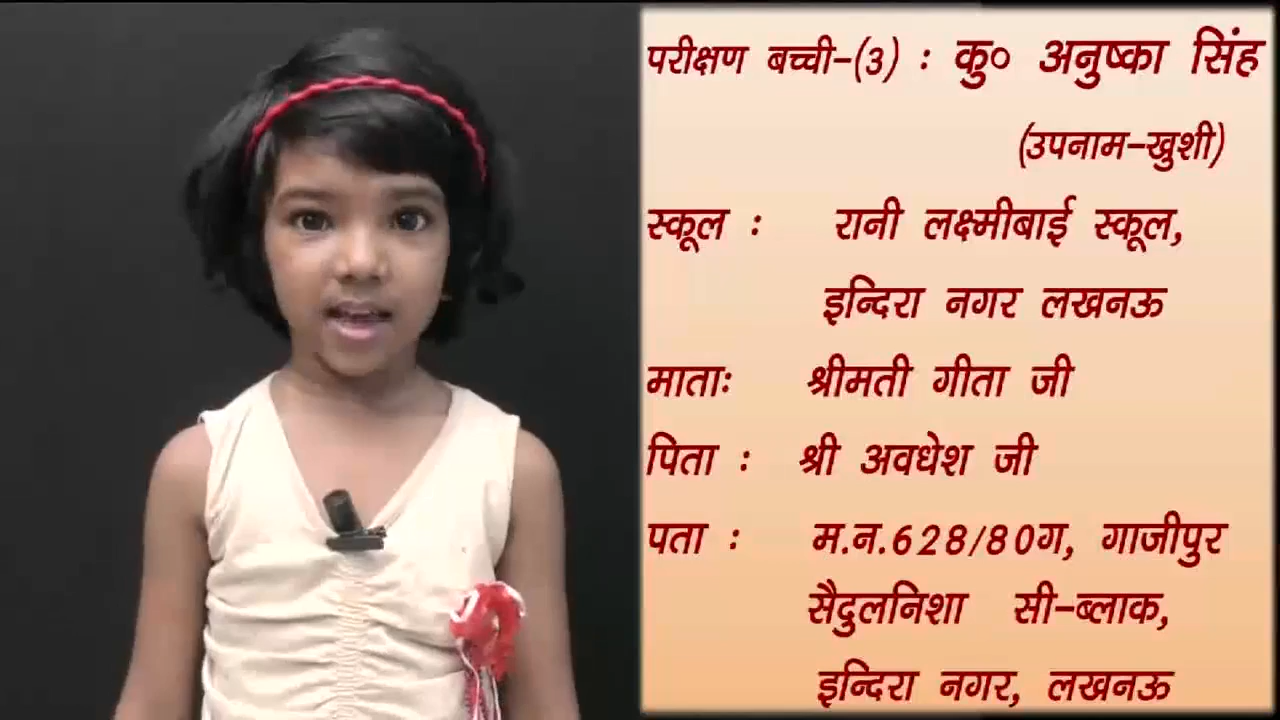 परीक्षण बच्ची-(3) : कु० अनुष्का सिंह
(उपनाम-खुशी)
स्कूल : रानी लक्ष्मीबाई स्कूल,
इन्दिरा नगर लखनऊ
माताः श्रीमती गीता जी
पिता : श्री अवधेश जी
पता : म.न.628/80ग, गाजीपुर
सैदुलनिशा सी-ब्लाक,
इन्दिरा नगर, लखनऊ